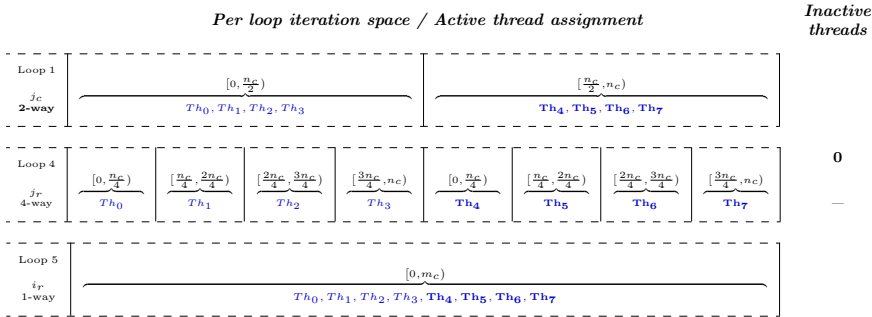 Per loop iteration space / Active thread assignment
Inactive
threads
Loop 1
j_c
2-way
[0, n_c/2)
Th_0, Th_1, Th_2, Th_3
[n_c/2, n_c)
Th_4, Th_5, Th_6, Th_7
Loop 4
j_r
4-way
[0, n_c/4)
Th_0
[n_c/4, 2n_c/4)
Th_1
[2n_c/4, 3n_c/4)
Th_2
[3n_c/4, n_c)
Th_3
[0, n_c/4)
Th_4
[n_c/4, 2n_c/4)
Th_5
[2n_c/4, 3n_c/4)
Th_6
[3n_c/4, n_c)
Th_7
0
—
Loop 5
i_r
1-way
[0, m_c)
Th_0, Th_1, Th_2, Th_3, Th_4, Th_5, Th_6, Th_7